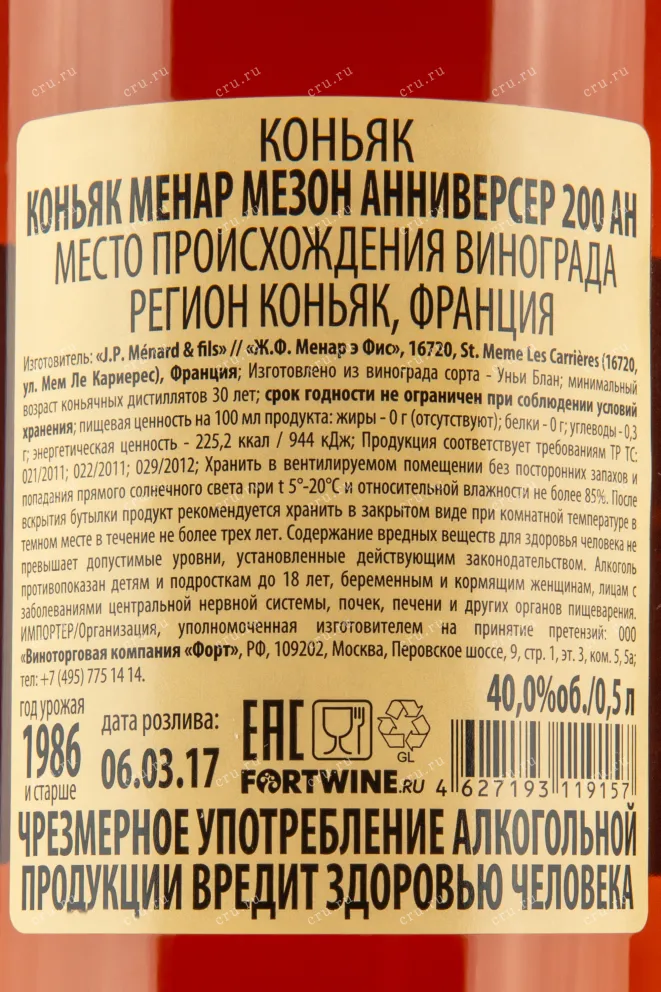 КОНЬЯК
КОНЬЯК МЕНАР МЕЗОН АННИВЕРСЕР 200 АН
МЕСТО ПРОИСХОЖДЕНИЯ ВИНОГРАДА
РЕГИОН КОНЬЯК, ФРАНЦИЯ
Изготовитель: «J.P. Ménard & fils» // «Ж.Ф. Менар э Фис», 16720, St. Meme Les Carrières (16720,
ул. Мем Ле Кариерес), Франция; Изготовлено из винограда сорта - Уньи Блан; минимальный
возраст коньячных дистиллятов 30 лет; срок годности не ограничен при соблюдении условий
хранения; пищевая ценность на 100 мл продукта: жиры - 0 г (отсутствуют); белки - 0 г; углеводы - 0,3
г; энергетическая ценность - 225,2 ккал / 944 кДж; Продукция соответствует требованиям ТР ТС:
021/2011; 022/2011; 029/2012; Хранить в вентилируемом помещении без посторонних запахов и
попадания прямого солнечного света при t 5°-20°C и относительной влажности не более 85%. После
вскрытия бутылки продукт рекомендуется хранить в закрытом виде при комнатной температуре в
темном месте в течение не более трех лет. Содержание вредных веществ для здоровья человека не
превышает допустимые уровни, установленные действующим законодательством. Алкоголь
противопоказан детям и подросткам до 18 лет, беременным и кормящим женщинам, лицам с
заболеваниями центральной нервной системы, почек, печени и других органов пищеварения.
ИМПОРТЕР/Организация, уполномоченная изготовителем на принятие претензий: ООО
«Виноторговая компания «Форт», РФ, 109202, Москва, Перовское шоссе, 9, стр. 1, эт. 3, ком. 5, 5а;
тел: +7 (495) 775 14 14.
40,0%об./0,5л
год урожая
1986
и старше
дата розлива:
06.03.17
EAC
GL
FORTWINE.RU
4 627193 119157
ЧРЕЗМЕРНОЕ УПОТРЕБЛЕНИЕ АЛКОГОЛЬНОЙ
ПРОДУКЦИИ ВРЕДИТ ЗДОРОВЬЮ ЧЕЛОВЕКА
cru.ru